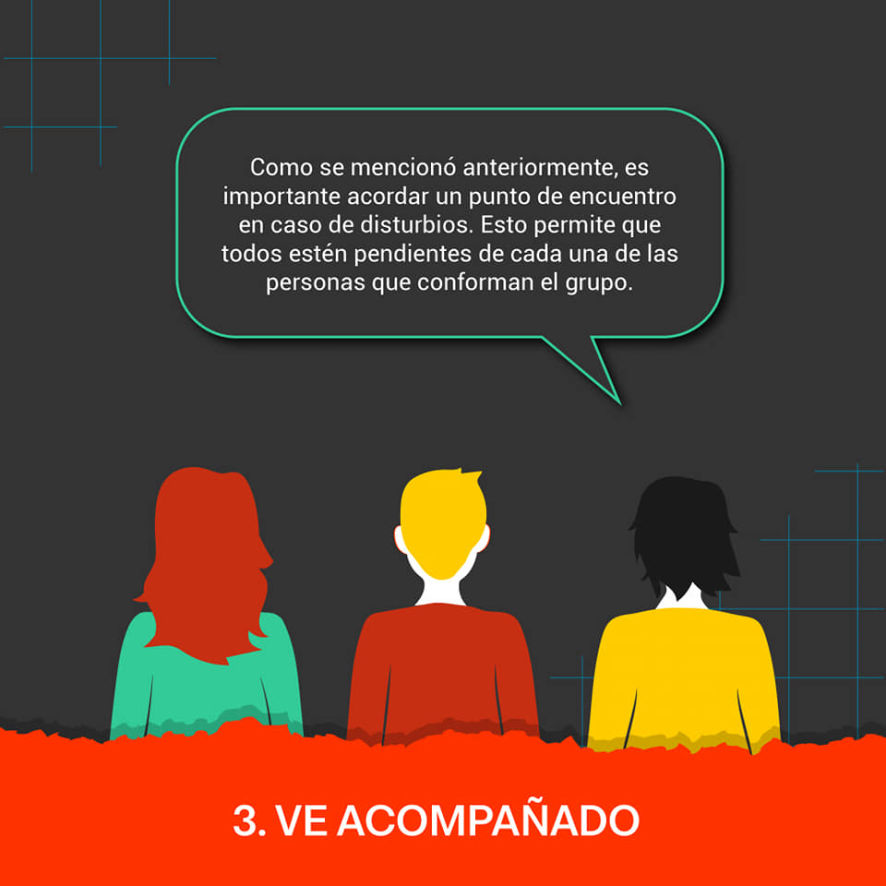 Como se mencionó anteriormente, es
importante acordar un punto de encuentro
en caso de disturbios. Esto permite que
todos estén pendientes de cada una de las
personas que conforman el grupo.
3. VE ACOMPAÑADO